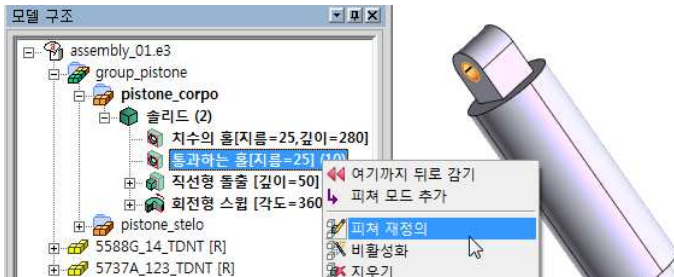 모델 구조
assembly_01.e3
group_pistone
pistone_corpo
솔리드 (2)
치수의 홀[지름=25,깊이=280]
통과하는 홀[지름=25] (10)
직선형 돌출 [깊이=50]
회전형 스윕 [각도=360
pistone_stelo
5588G_14_TDNT [R]
5737A_123_TDNT [R]
여기까지 뒤로 감기
피쳐 모드 추가
피쳐 재정의
비활성화
지우기